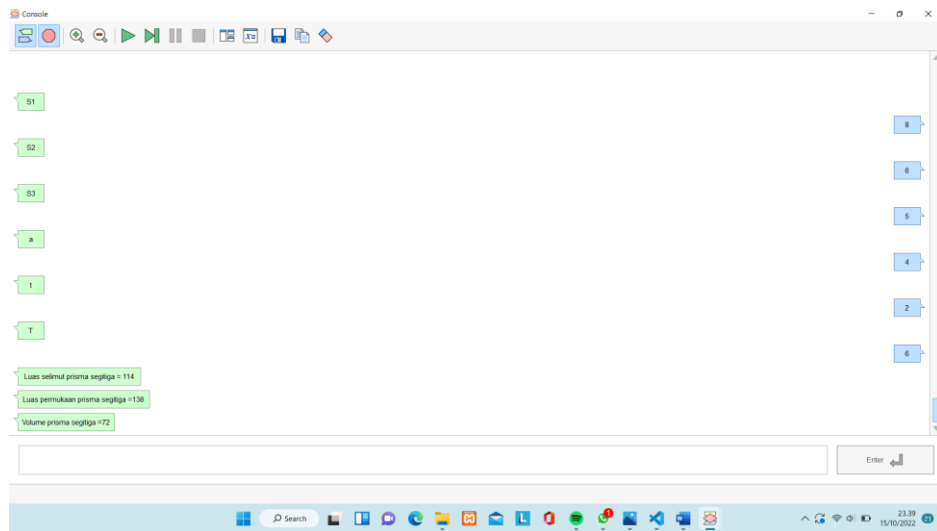 Console
S1
8
S2
6
S3
5
a
4
t
2
T
6
Luas selimut prisma segitiga = 114
Luas permukaan prisma segitiga =138
Volume prisma segitiga =72
Enter
Search
23.39
15/10/2022